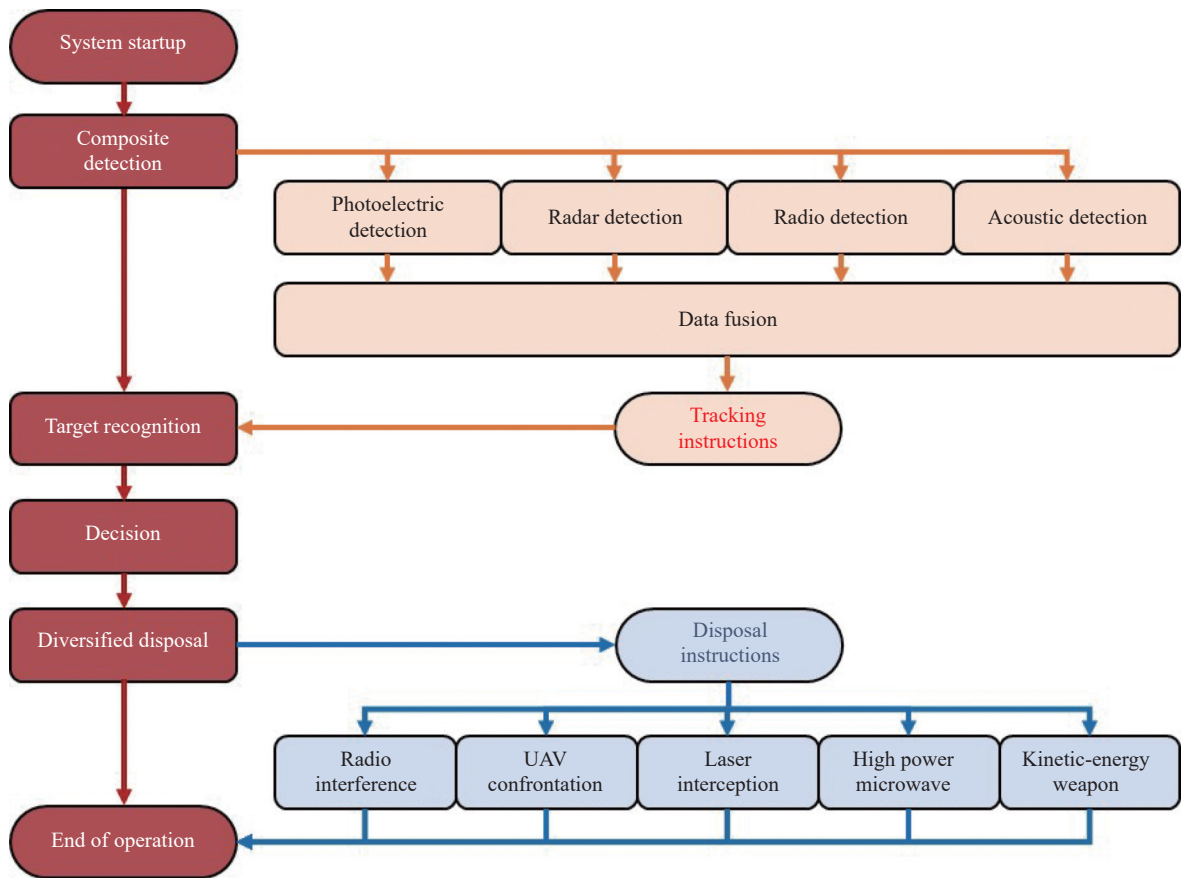 System startup
Composite
detection
Photoelectric
detection
Radar detection
Radio detection
Acoustic detection
Data fusion
Target recognition
Tracking
instructions
Decision
Diversified disposal
Disposal
instructions
Radio
interference
UAV
confrontation
Laser
interception
High power
microwave
Kinetic-energy
weapon
End of operation